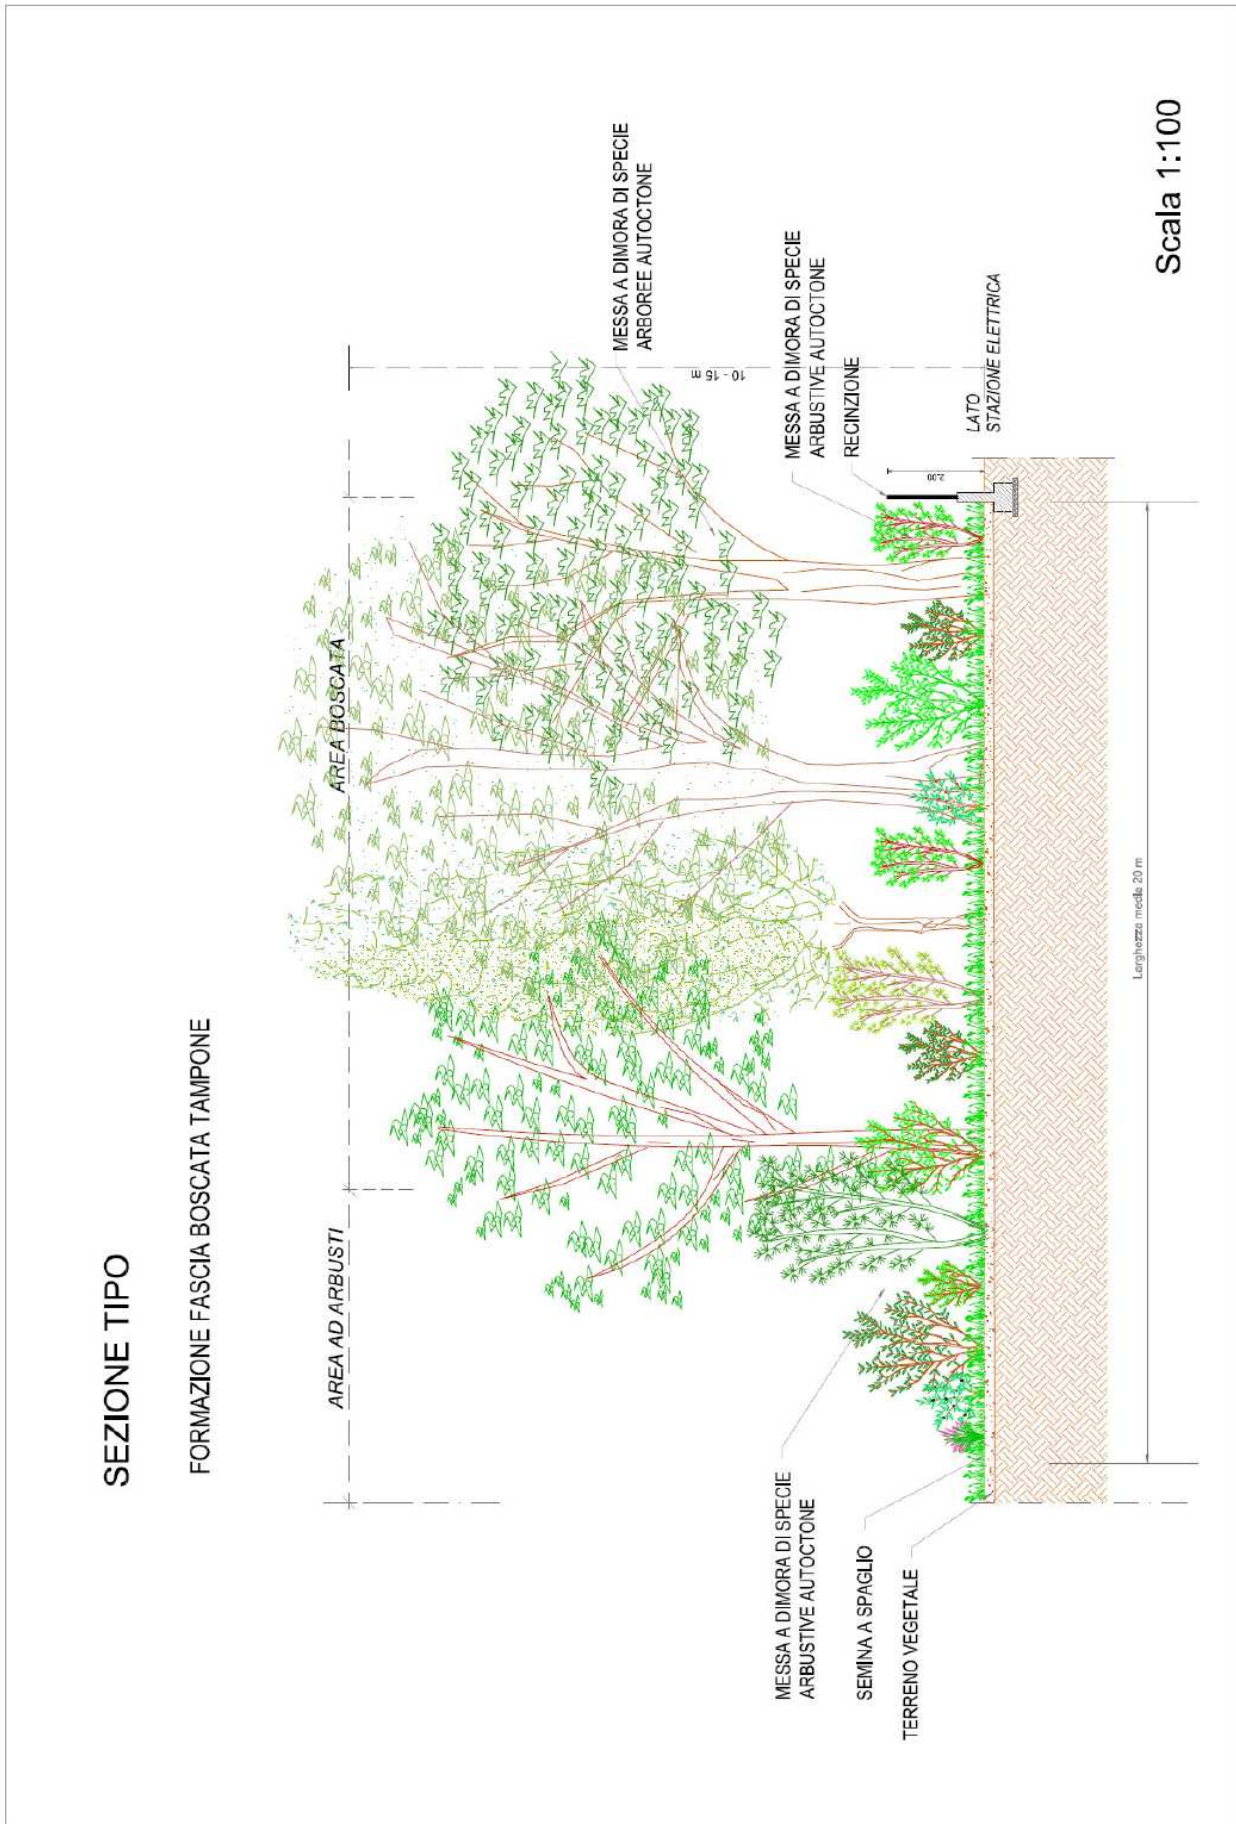 SEZIONE TIPO
FORMAZIONE FASCIA BOSCATA TAMPONE
AREA AD ARBUSTI
AREA BOSCATA
MESSA A DIMORA DI SPECIE
ARBOREE AUTOCTONE
10 - 15 m
MESSA A DIMORA DI SPECIE
ARBUSTIVE AUTOCTONE
RECINZIONE
2.00
LATO
STAZIONE ELETTRICA
MESSA A DIMORA DI SPECIE
ARBUSTIVE AUTOCTONE
SEMINA A SPAGLIO
TERRENO VEGETALE
Larghezza media 20 m
Scala 1:100